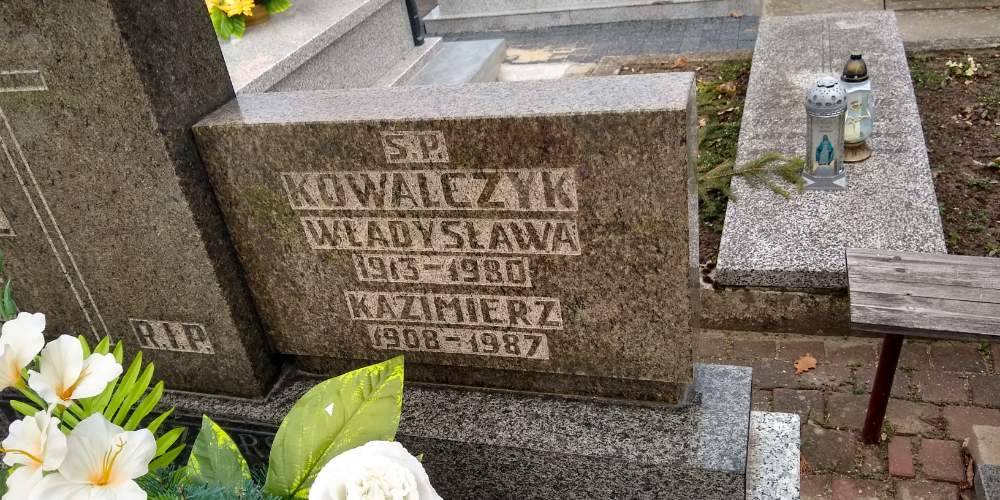 S.P.
KOWALCZYK
WŁADYSŁAWA
1913-1980
KAZIMIERZ
1908-1987
R.I.P